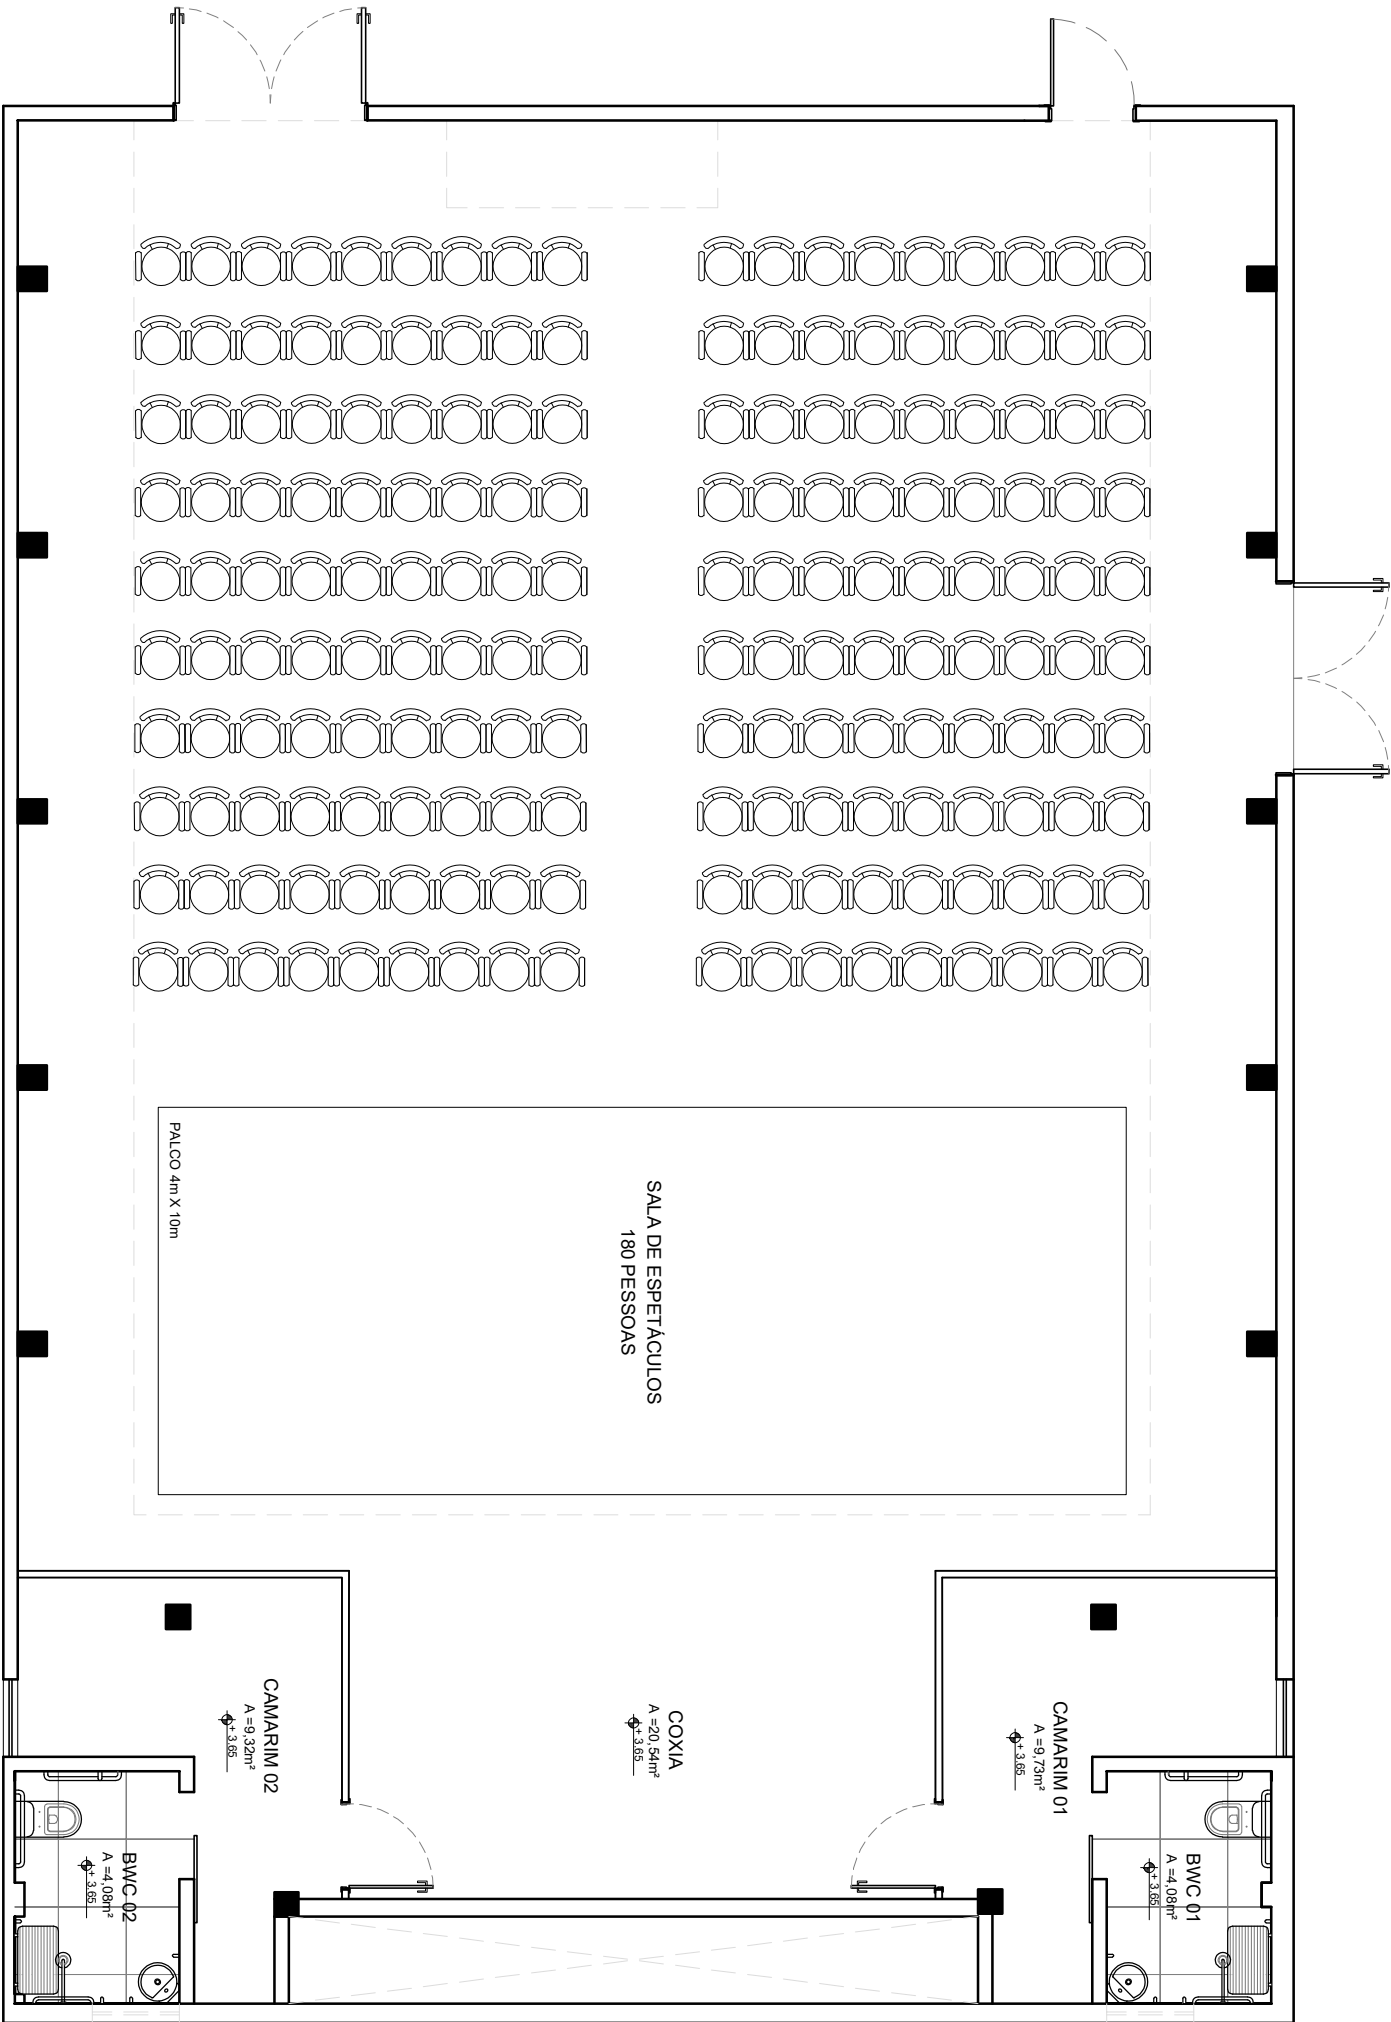 PALCO 4m X 10m
SALA DE ESPETÁCULOS
180 PESSOAS
CAMARIM 02
A =9,32m²
+ 3.65
COXIA
A =20,54m²
+ 3.65
CAMARIM 01
A =9,73m²
+ 3.65
BWC 02
A =4,08m²
+ 3.65
BWC 01
A =4,08m²
+ 3.65